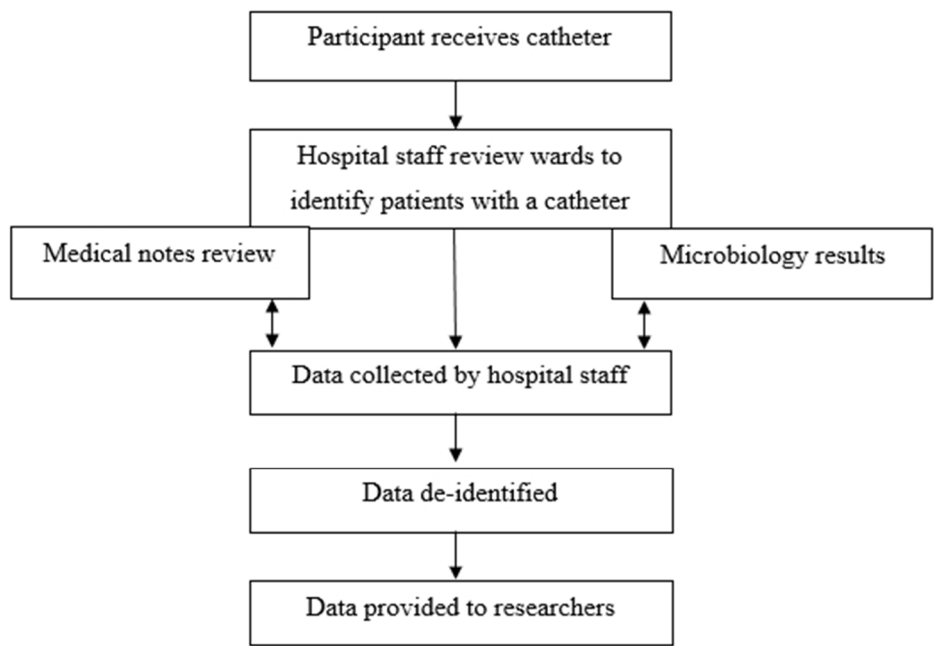 Participant receives catheter
Hospital staff review wards to
identify patients with a catheter
Medical notes review
Microbiology results
Data collected by hospital staff
Data de-identified
Data provided to researchers